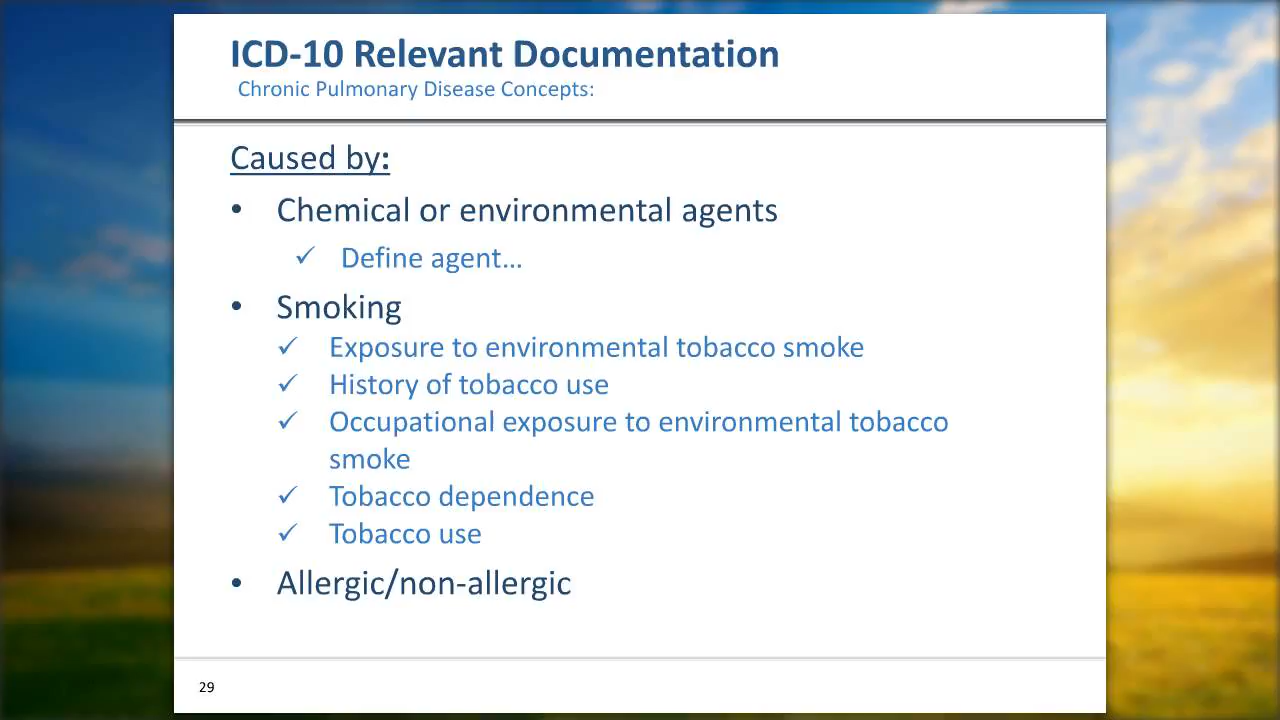 ICD-10 Relevant Documentation
Chronic Pulmonary Disease Concepts:
Caused by:
• Chemical or environmental agents
✓ Define agent…
• Smoking
✓ Exposure to environmental tobacco smoke
✓ History of tobacco use
✓ Occupational exposure to environmental tobacco
smoke
✓ Tobacco dependence
✓ Tobacco use
• Allergic/non-allergic
29